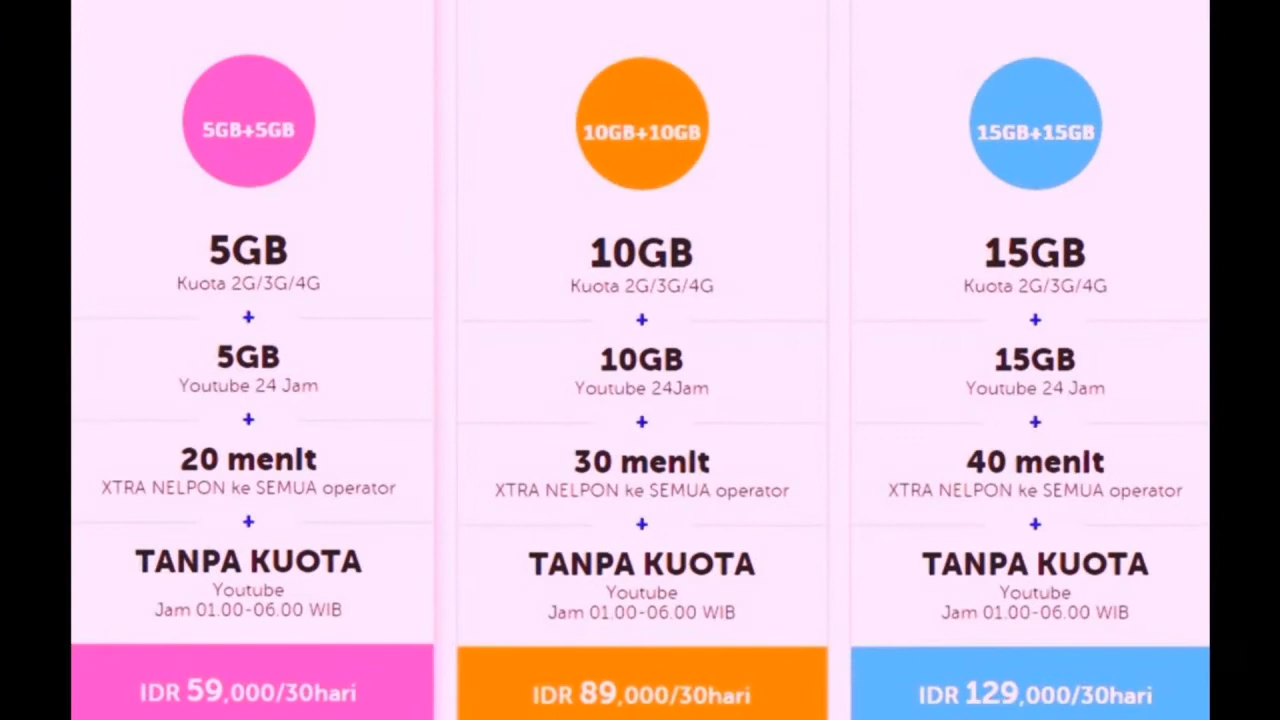 5GB+5GB
5GB
Kuota 2G/3G/4G
+
5GB
Youtube 24 Jam
+
20 menIt
XTRA NELPON ke SEMUA operator
+
TANPA KUOTA
Youtube
Jam 01.00-06.00 WIB
IDR 59,000/30hari
10GB+10GB
10GB
Kuota 2G/3G/4G
+
10GB
Youtube 24Jam
+
30 menIt
XTRA NELPON ke SEMUA operator
+
TANPA KUOTA
Youtube
Jam 01.00-06.00 WIB
IDR 89,000/30hari
15GB+15GB
15GB
Kuota 2G/3G/4G
+
15GB
Youtube 24 Jam
+
40 menIt
XTRA NELPON ke SEMUA operator
+
TANPA KUOTA
Youtube
Jam 01.00-06.00 WIB
IDR 129,000/30hari